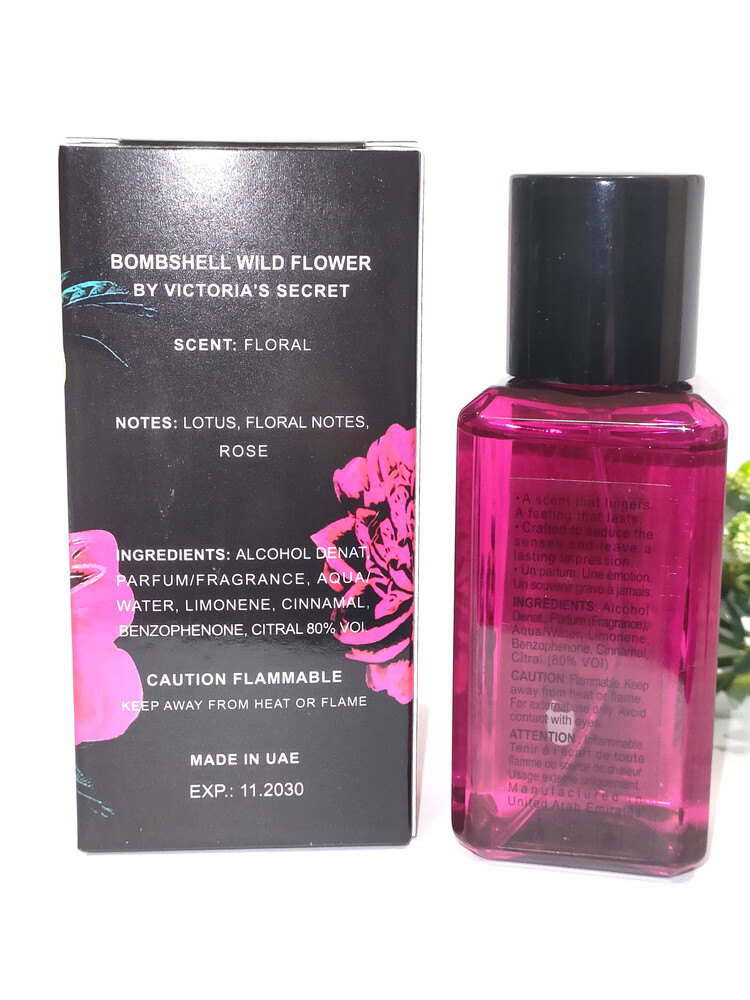 BOMBSHELL WILD FLOWER
BY VICTORIA'S SECRET
SCENT: FLORAL
NOTES: LOTUS, FLORAL NOTES,
ROSE
INGREDIENTS: ALCOHOL DENAT,
PARFUM/FRAGRANCE, AQUA/
WATER, LIMONENE, CINNAMAL,
BENZOPHENONE, CITRAL 80% VOL
CAUTION FLAMMABLE
KEEP AWAY FROM HEAT OR FLAME
MADE IN UAE
EXP.: 11.2030
• A scent that lingers.
A feeling that lasts.
• Crafted to seduce the
senses and leave a
lasting impression.
• Un parfum. Une émotion.
Un souvenir gravé à jamais.
INGRÉDIENTS: Alcohol
Denat, Parfum (Fragrance),
Aqua/Water, Limonene,
Benzophenone, Cinnamal,
Citral (80% VOl)
CAUTION: Flammable. Keep
away from heat or flame.
For external use only. Avoid
contact with eyes.
ATTENTION: Inflammable.
Tenir à l'écart de toute
flamme ou source de chaleur.
Usage externe uniquement.
Manufactured in
United Arab Emirates